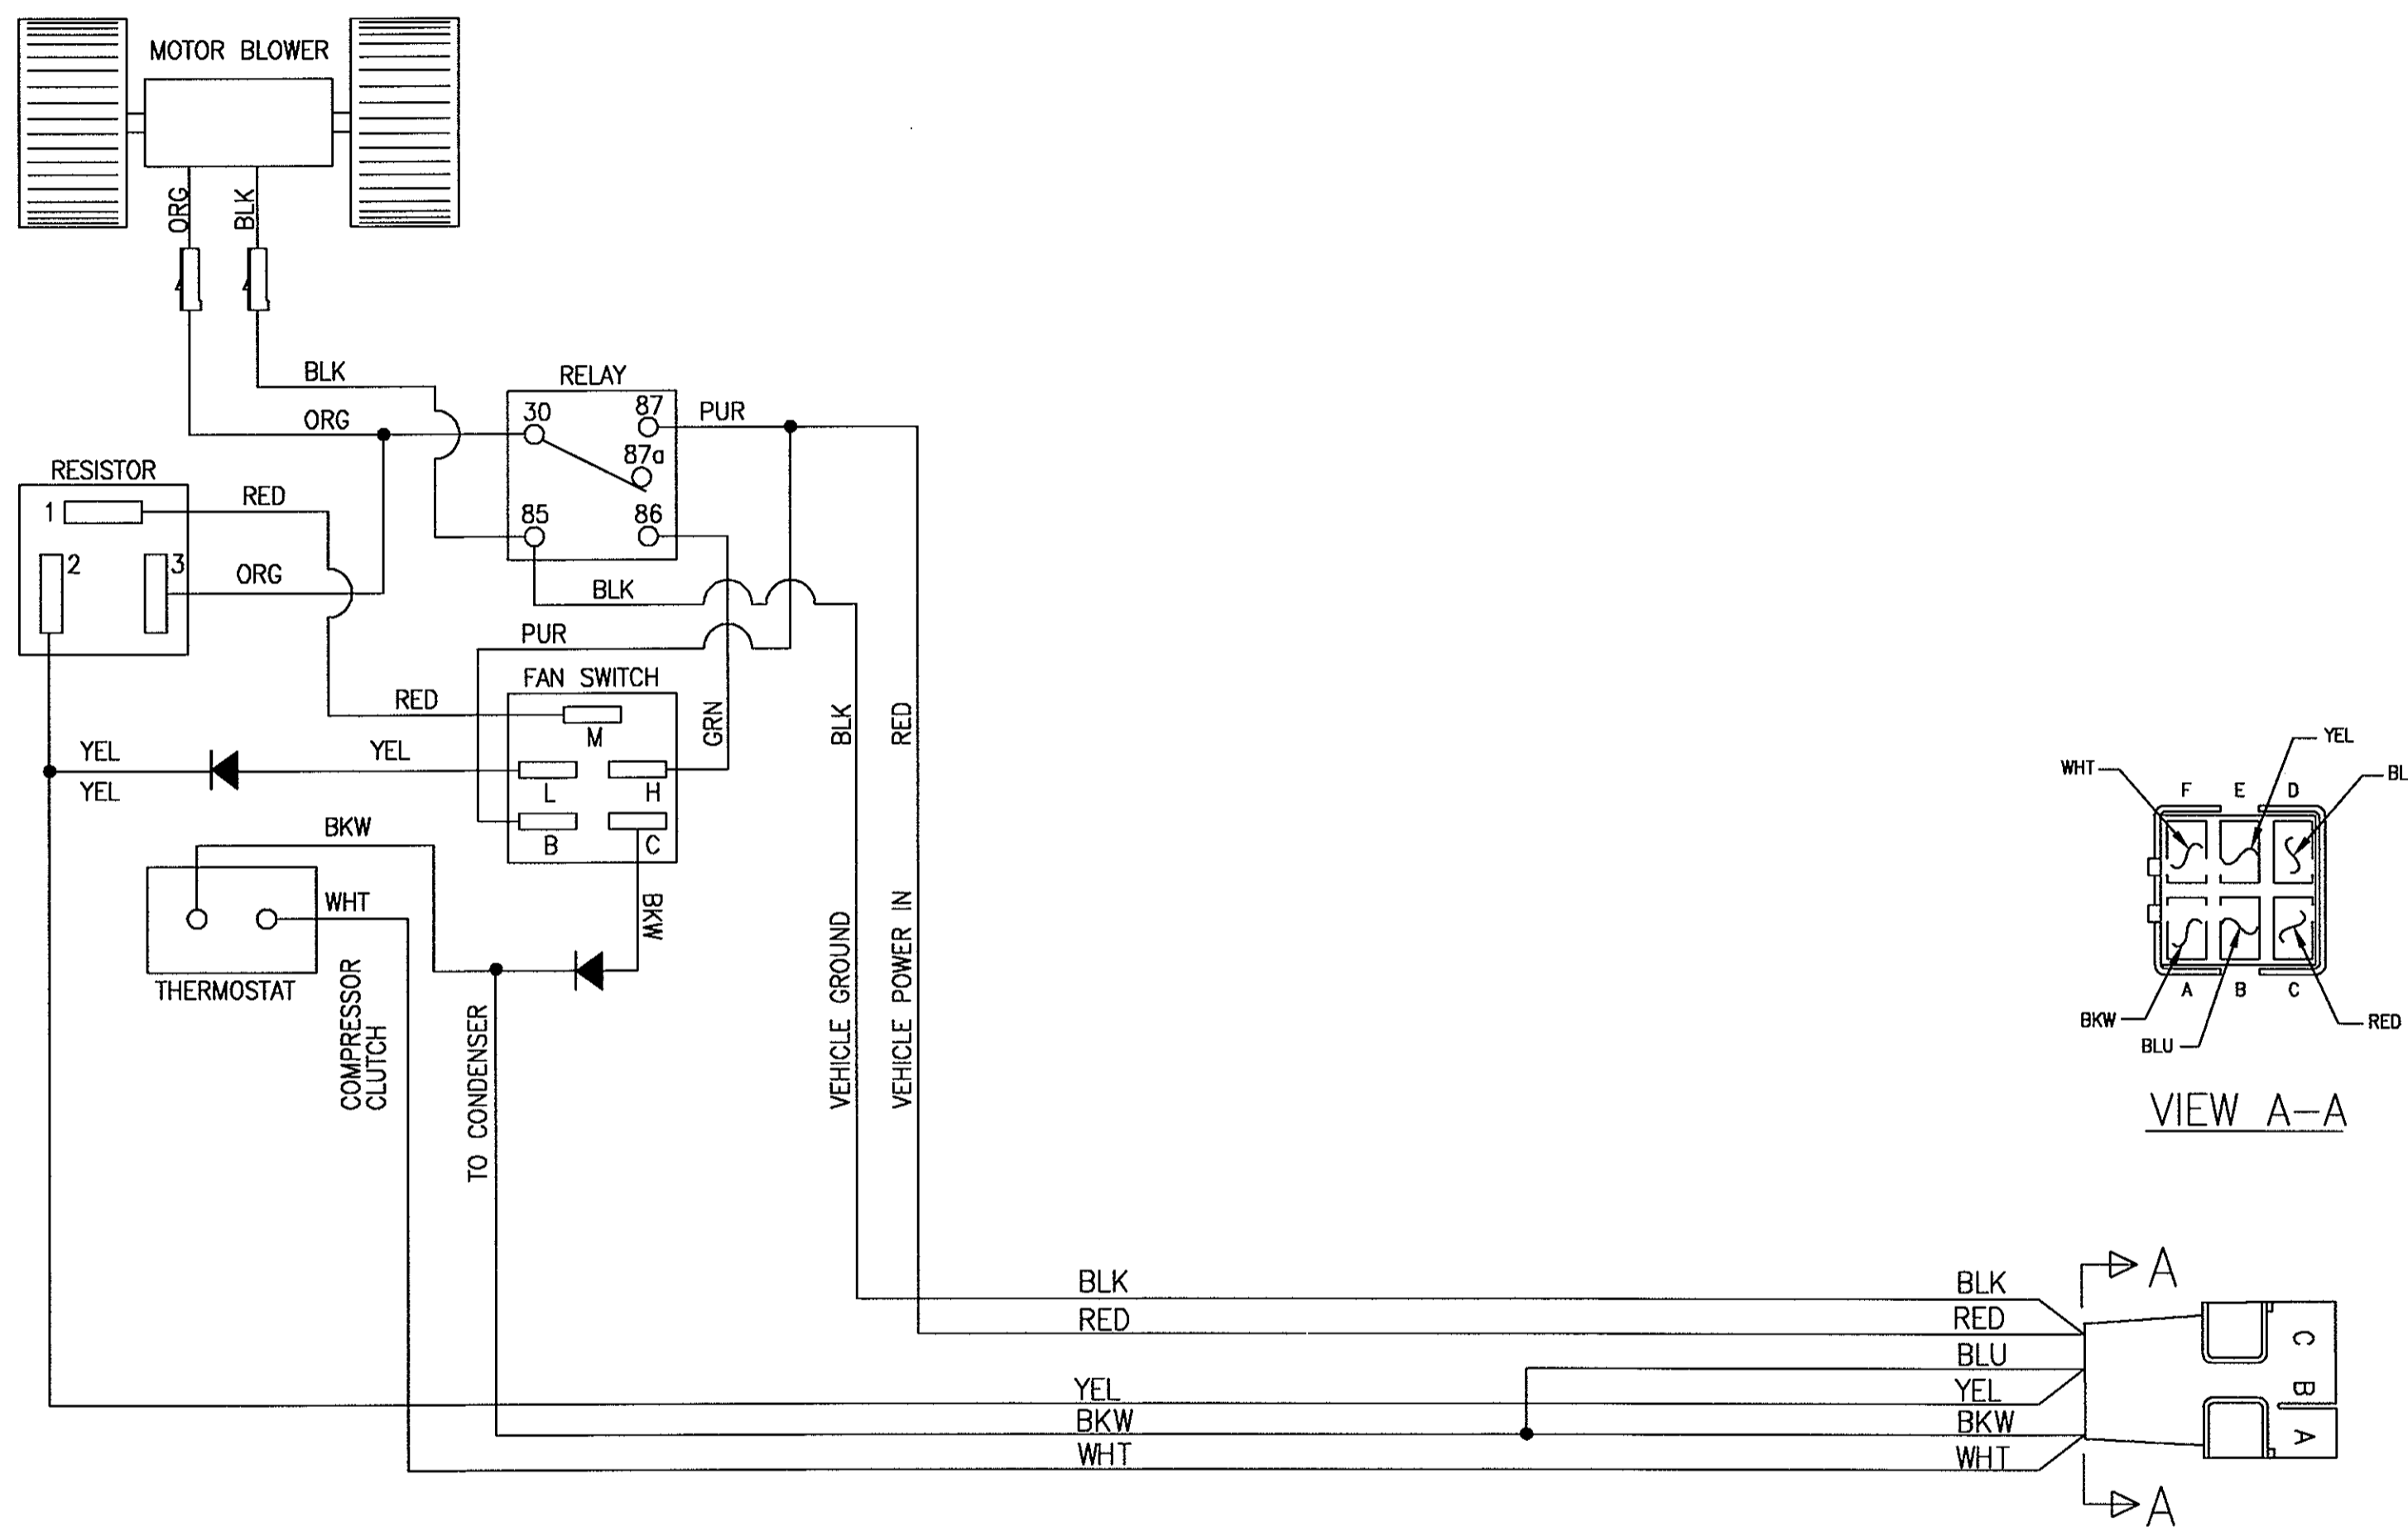 MOTOR BLOWER
ORG
BLK
BLK
ORG
RELAY
30
87
87a
85
86
PUR
RESISTOR
1
2
3
RED
ORG
BLK
PUR
FAN SWITCH
RED
M
L
H
B
C
GRN
BLK
RED
YEL
YEL
YEL
BKW
BKW
WHT
THERMOSTAT
COMPRESSOR
CLUTCH
TO CONDENSER
VEHICLE GROUND
VEHICLE POWER IN
WHT
YEL
BL
F E D
A B C
BKW
BLU
RED
VIEW A-A
A
BLK
BLK
RED
RED
BLU
YEL
YEL
BKW
BKW
WHT
WHT
C
B
A
A